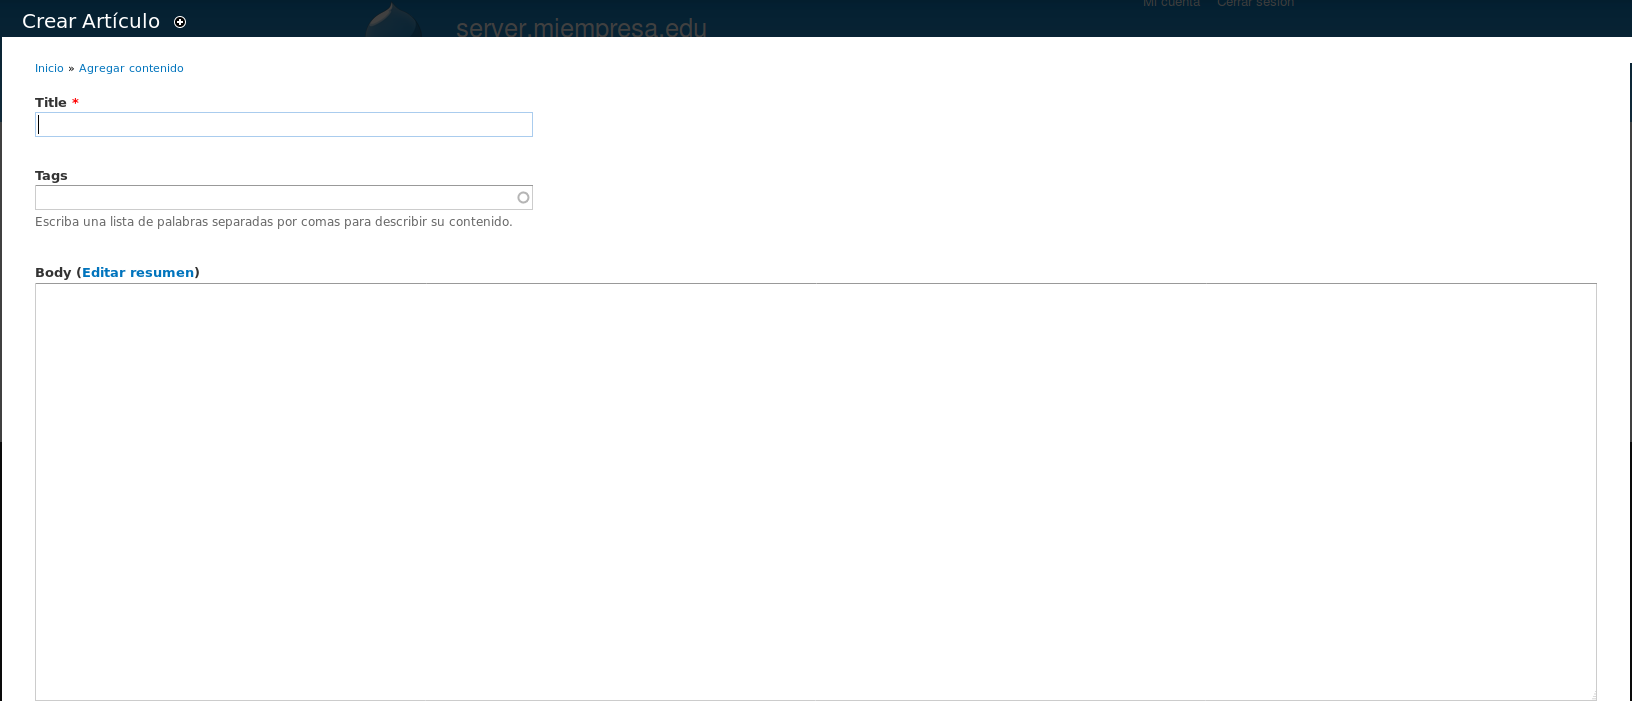 Crear Artículo
Mi cuenta Cerrar sesión
server.miempresa.edu
Inicio » Agregar contenido
Title *
Tags
Escriba una lista de palabras separadas por comas para describir su contenido.
Body (Editar resumen)